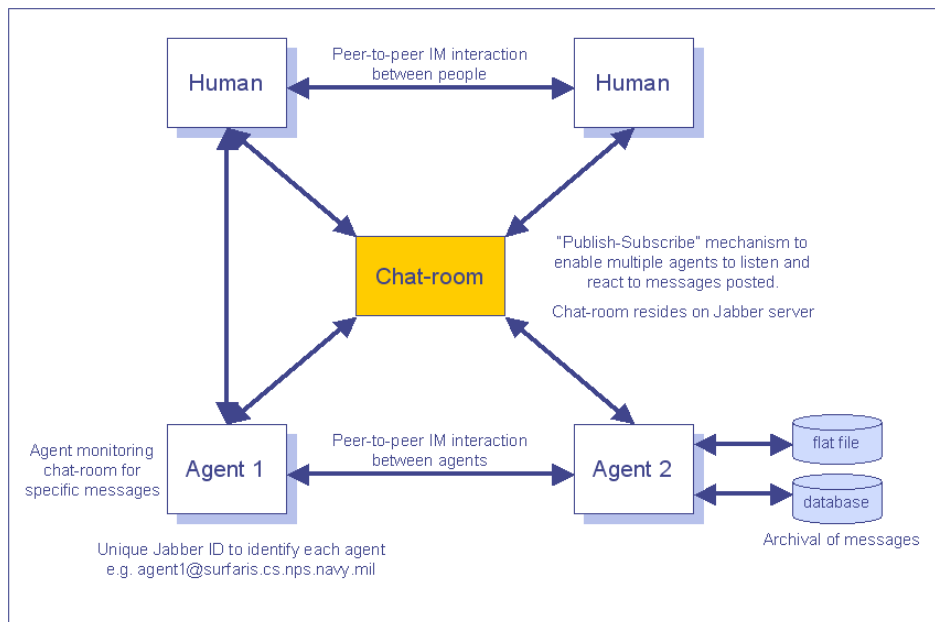 Human
Peer-to-peer IM interaction
between people
Human
Chat-room
"Publish-Subscribe" mechanism to
enable multiple agents to listen and
react to messages posted.
Chat-room resides on Jabber server
Agent monitoring
chat-room for
specific messages
Agent 1
Peer-to-peer IM interaction
between agents
Agent 2
flat file
database
Archival of messages
Unique Jabber ID to identify each agent
e.g. agent1@surfaris.cs.nps.navy.mil